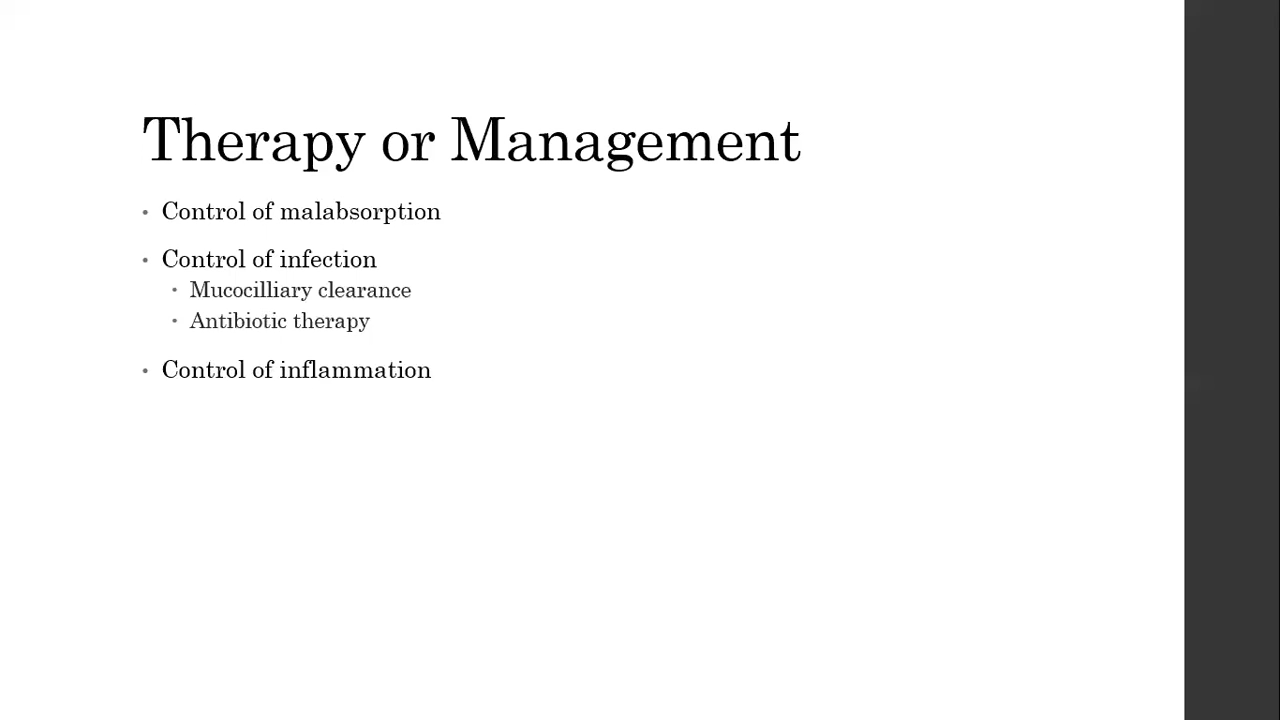 Therapy or Management
• Control of malabsorption
• Control of infection
• Mucocilliary clearance
• Antibiotic therapy
• Control of inflammation